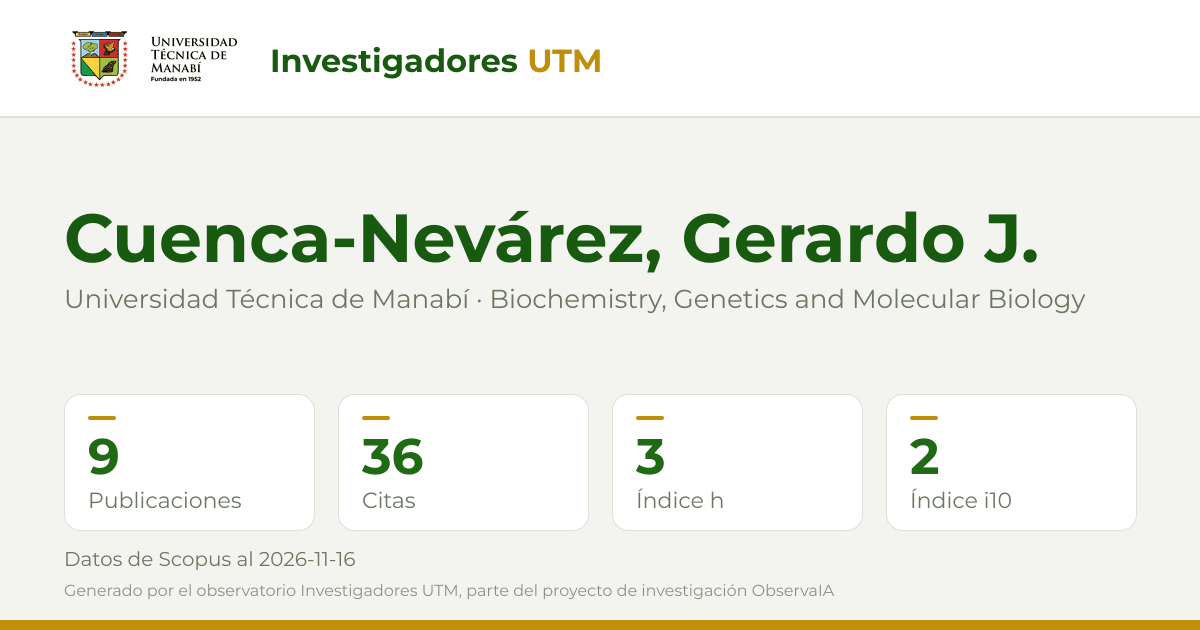 UNIVERSIDAD
TÉCNICA DE
MANABÍ
Fundada en 1952
Investigadores UTM
Cuenca-Nevárez, Gerardo J.
Universidad Técnica de Manabí · Biochemistry, Genetics and Molecular Biology
9
Publicaciones
36
Citas
3
Índice h
2
Índice i10
Datos de Scopus al 2026-11-16
Generado por el observatorio Investigadores UTM, parte del proyecto de investigación ObservaIA